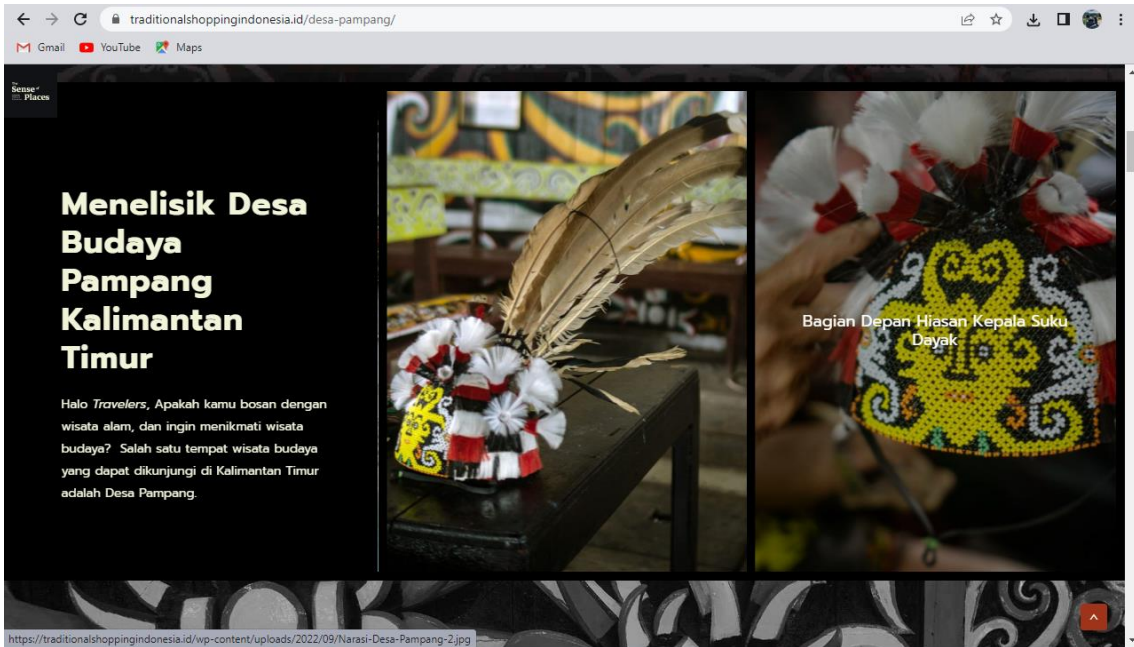 traditionalshoppingindonesia.id/desa-pampang/
Gmail
YouTube
Maps
Sense of
Places
Menelisik Desa
Budaya
Pampang
Kalimantan
Timur
Halo Travelers, Apakah kamu bosan dengan
wisata alam, dan ingin menikmati wisata
budaya? Salah satu tempat wisata budaya
yang dapat dikunjungi di Kalimantan Timur
adalah Desa Pampang.
Bagian Depan Hiasan Kepala Suku
Dayak
https://traditionalshoppingindonesia.id/wp-content/uploads/2022/09/Narasi-Desa-Pampang-2.jpg